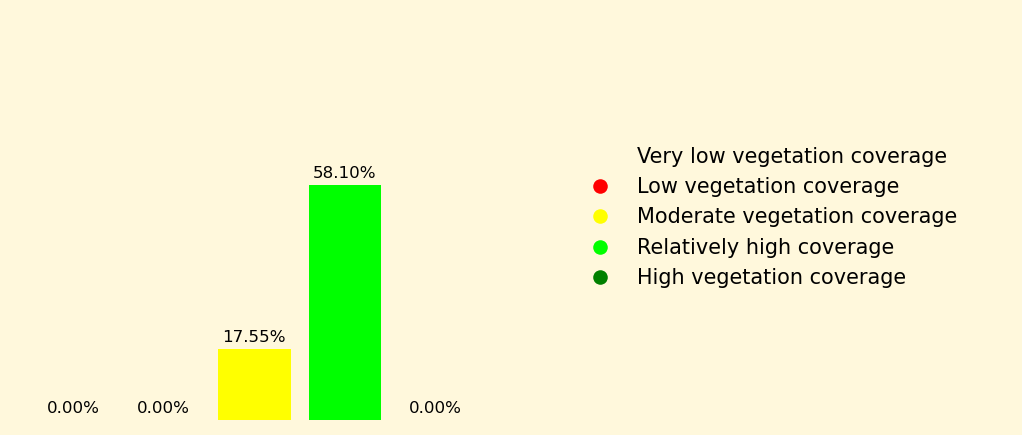 58.10%
17.55%
0.00% 0.00% 0.00%
Very low vegetation coverage
Low vegetation coverage
Moderate vegetation coverage
Relatively high coverage
High vegetation coverage